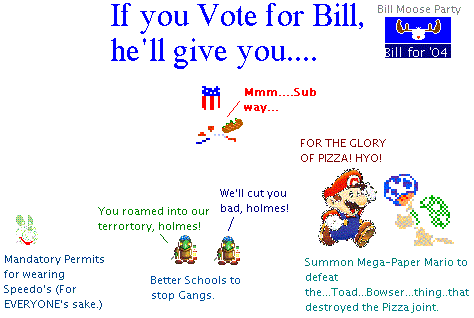 If you Vote for Bill,
he'll give you....
Bill Moose Party
Bill for '04
Mmm....Sub
way...
FOR THE GLORY
OF PIZZA! HYO!
We'll cut you
bad, holmes!
You roamed into our
terrortory, holmes!
Mandatory Permits
for wearing
Speedo's (For
EVERYONE's sake.)
Better Schools to
stop Gangs.
Summon Mega-Paper Mario to
defeat
the...Toad...Bowser...thing..that
destroyed the Pizza joint.